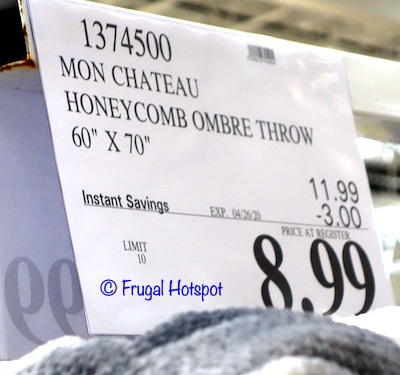 1374500
MON CHATEAU
HONEYCOMB OMBRE THROW
60" X 70"
11.99
Instant Savings EXP. 04/26/20 -3.00
PRICE AT REGISTER
LIMIT
10
8.99
© Frugal Hotspot